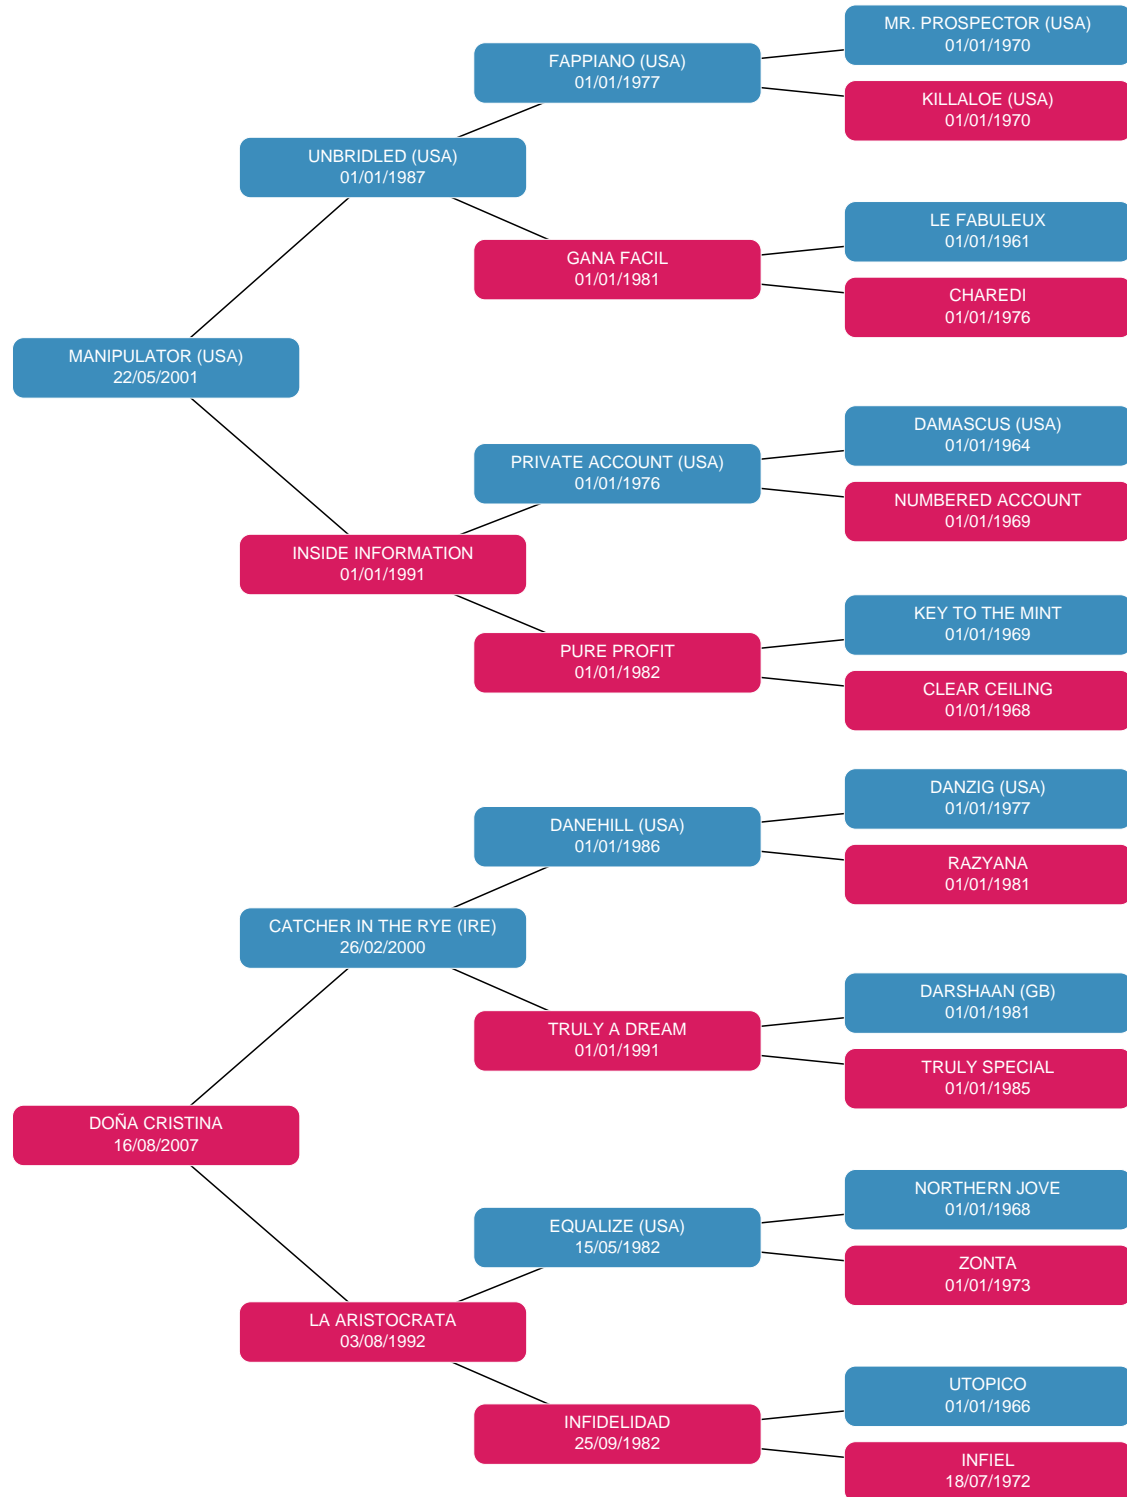 MR. PROSPECTOR (USA)
01/01/1970
FAPPIANO (USA)
01/01/1977
KILLALOE (USA)
01/01/1970
UNBRIDLED (USA)
01/01/1987
LE FABULEUX
01/01/1961
GANA FACIL
01/01/1981
CHAREDI
01/01/1976
MANIPULATOR (USA)
22/05/2001
DAMASCUS (USA)
01/01/1964
PRIVATE ACCOUNT (USA)
01/01/1976
NUMBERED ACCOUNT
01/01/1969
INSIDE INFORMATION
01/01/1991
KEY TO THE MINT
01/01/1969
PURE PROFIT
01/01/1982
CLEAR CEILING
01/01/1968
DANZIG (USA)
01/01/1977
DANEHILL (USA)
01/01/1986
RAZYANA
01/01/1981
CATCHER IN THE RYE (IRE)
26/02/2000
DARSHAAN (GB)
01/01/1981
TRULY A DREAM
01/01/1991
TRULY SPECIAL
01/01/1985
DOÑA CRISTINA
16/08/2007
NORTHERN JOVE
01/01/1968
EQUALIZE (USA)
15/05/1982
ZONTA
01/01/1973
LA ARISTOCRATA
03/08/1992
UTOPICO
01/01/1966
INFIDELIDAD
25/09/1982
INFIEL
18/07/1972